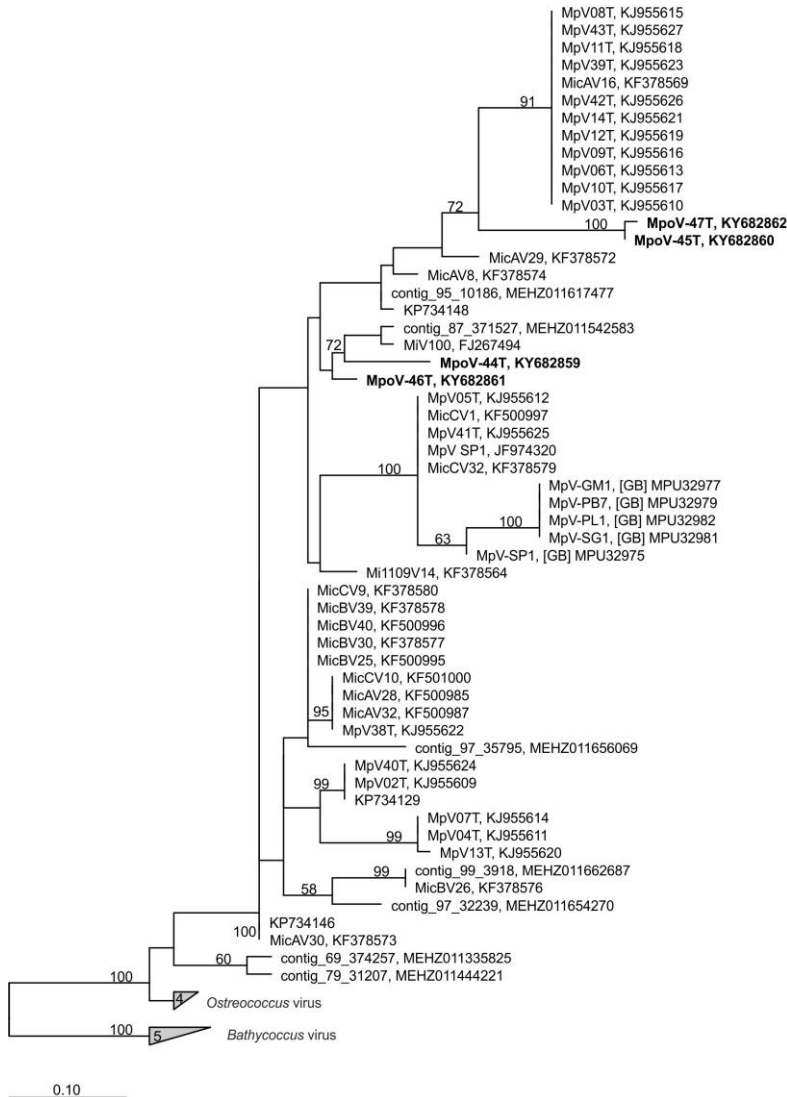 MpV08T, KJ955615
MpV43T, KJ955627
MpV11T, KJ955618
MpV39T, KJ955623
MicAV16, KF378569
91
MpV42T, KJ955626
MpV14T, KJ955621
MpV12T, KJ955619
MpV09T, KJ955616
MpV06T, KJ955613
MpV10T, KJ955617
MpV03T, KJ955610
72
100
MpoV-47T, KY682862
MpoV-45T, KY682860
MicAV29, KF378572
MicAV8, KF378574
contig_95_10186, MEHZ011617477
KP734148
contig_87_371527, MEHZ011542583
72
MiV100, FJ267494
MpoV-44T, KY682859
MpoV-46T, KY682861
MpV05T, KJ955612
MicCV1, KF500997
MpV41T, KJ955625
MpV SP1, JF974320
100
MicCV32, KF378579
MpV-GM1, [GB] MPU32977
MpV-PB7, [GB] MPU32979
100
MpV-PL1, [GB] MPU32982
MpV-SG1, [GB] MPU32981
63
MpV-SP1, [GB] MPU32975
Mi1109V14, KF378564
MicCV9, KF378580
MicBV39, KF378578
MicBV40, KF500996
MicBV30, KF378577
MicBV25, KF500995
MicCV10, KF501000
MicAV28, KF500985
95
MicAV32, KF500987
MpV38T, KJ955622
contig_97_35795, MEHZ011656069
MpV40T, KJ955624
99
MpV02T, KJ955609
KP734129
MpV07T, KJ955614
99
MpV04T, KJ955611
MpV13T, KJ955620
99
contig_99_3918, MEHZ011662687
58
MicBV26, KF378576
contig_97_32239, MEHZ011654270
KP734146
100
MicAV30, KF378573
60
contig_69_374257, MEHZ011335825
contig_79_31207, MEHZ011444221
100
4
Ostreococcus virus
100
5
Bathycoccus virus
0.10